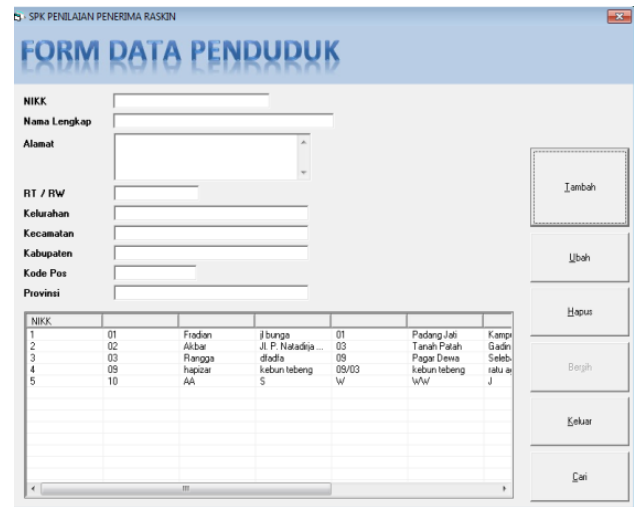 SPK PENILAIAN PENERIMA RASKIN
FORM DATA PENDUDUK
NIKK
Nama Lengkap
Alamat
RT / RW
Kelurahan
Kecamatan
Kabupaten
Kode Pos
Provinsi
Tambah
Ubah
Hapus
Bersih
Keluar
Cari
NIKK
1 01 Fradian jl bunga 01 Padang Jati
2 02 Akbar Jl. P. Natadirja ... 03 Tanah Patah
3 03 Rangga dfadfa 09 Pagar Dewa
4 09 hapizar kebun tebeng 09/03 kebun tebeng
5 10 AA S W WW J